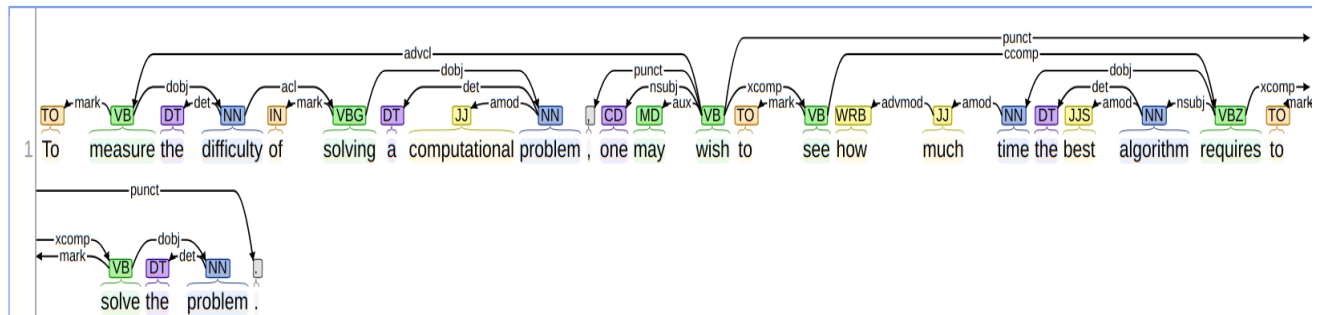 punct
advcl ccomp
dobj punct dobj
dobj acl det nsubj xcomp det xcomp
mark det mark amod aux mark advmod amod amod nsubj mark
TO VB DT NN IN VBG DT JJ NN , CD MD VB TO VB WRB JJ NN DT JJS NN VBZ TO
1 To measure the difficulty of solving a computational problem , one may wish to see how much time the best algorithm requires to
punct
xcomp dobj
mark det
VB DT NN .
solve the problem .